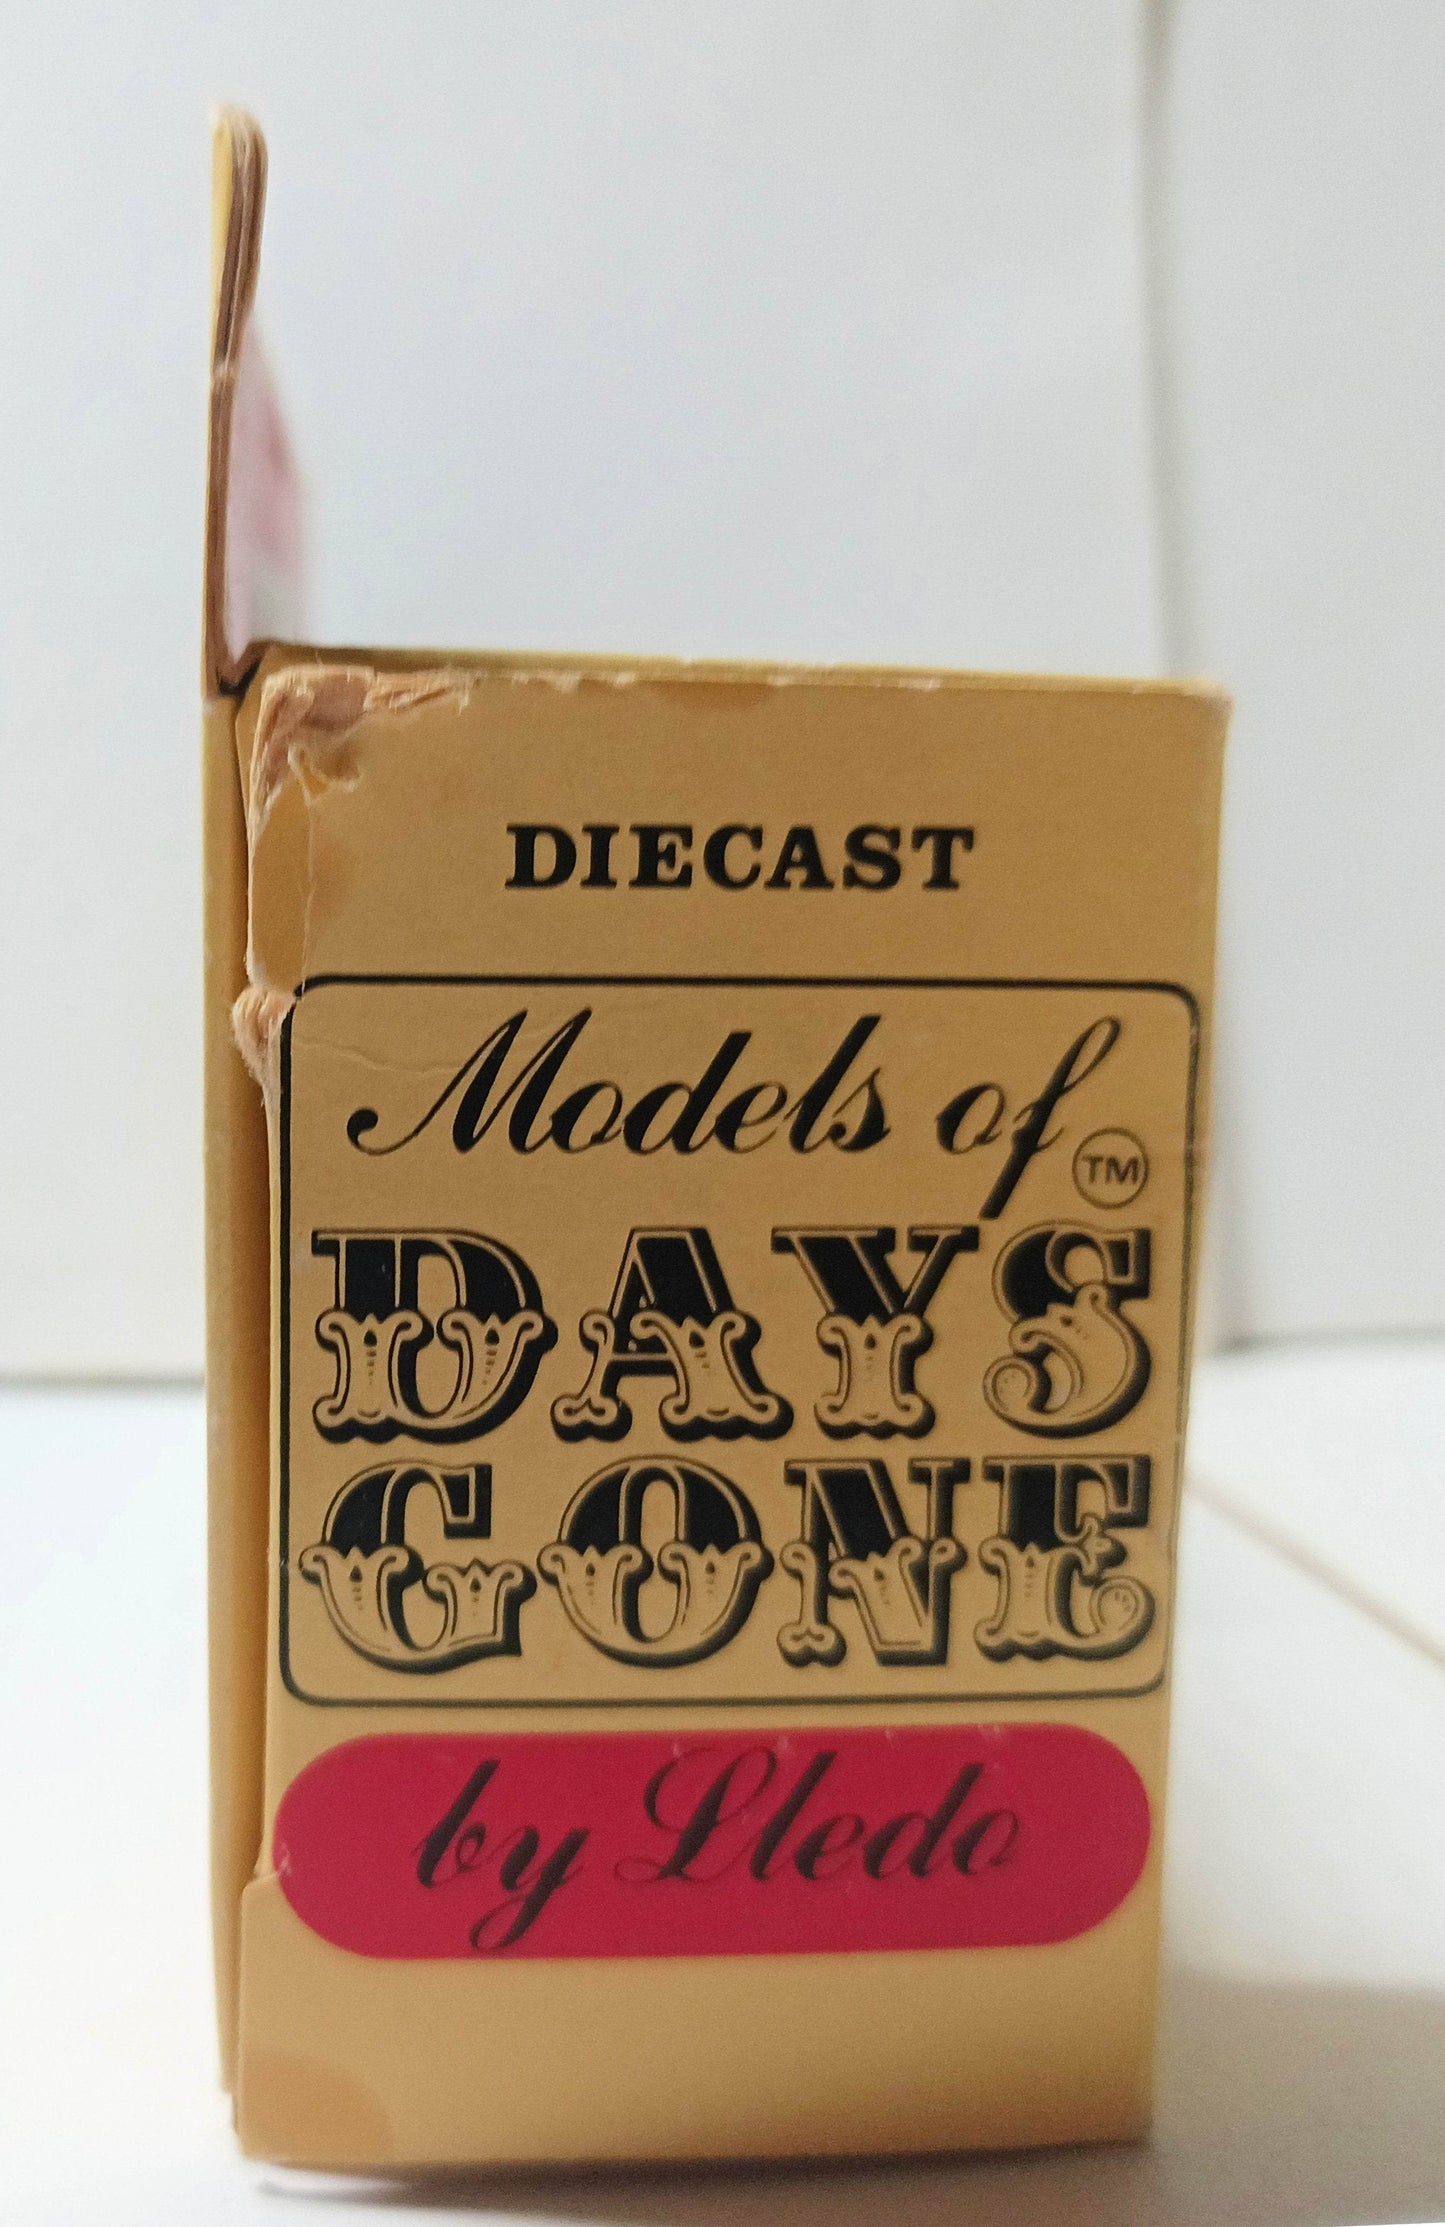 DIECAST
Models of
TM
DAYS
GONE
by Lledo